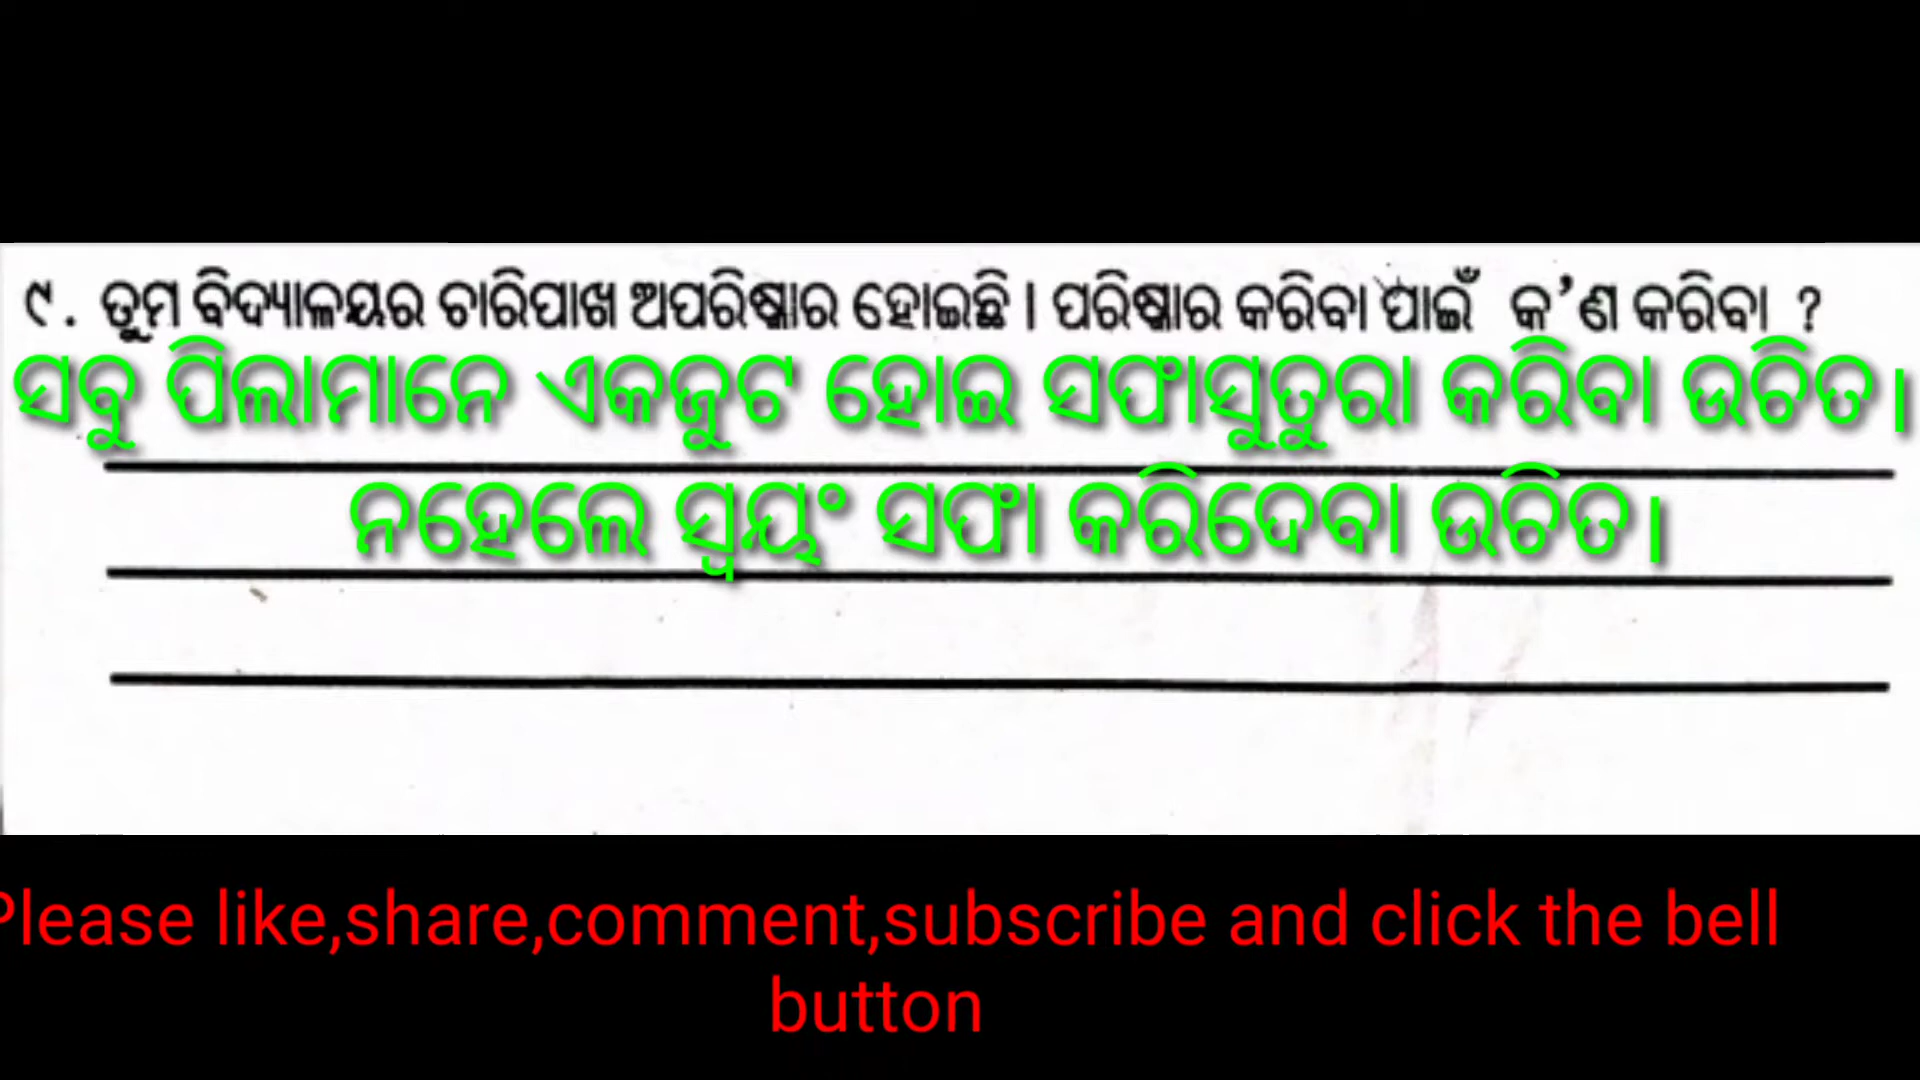 ୯. ତୁମ ବିଦ୍ୟାଳୟର ଚାରିପାଖ ଅପରିଷ୍କାର ହୋଇଛି । ପରିଷ୍କାର କରିବା ପାଇଁ କ’ଣ କରିବା ?
ସବୁ ପିଲାମାନେ ଏକଜୁଟ ହୋଇ ସଫାସୁତୁରା କରିବା ଉଚିତ।
ନହେଲେ ସ୍ୱୟଂ ସଫା କରିଦେବା ଉଚିତ।
Please like,share,comment,subscribe and click the bell
button